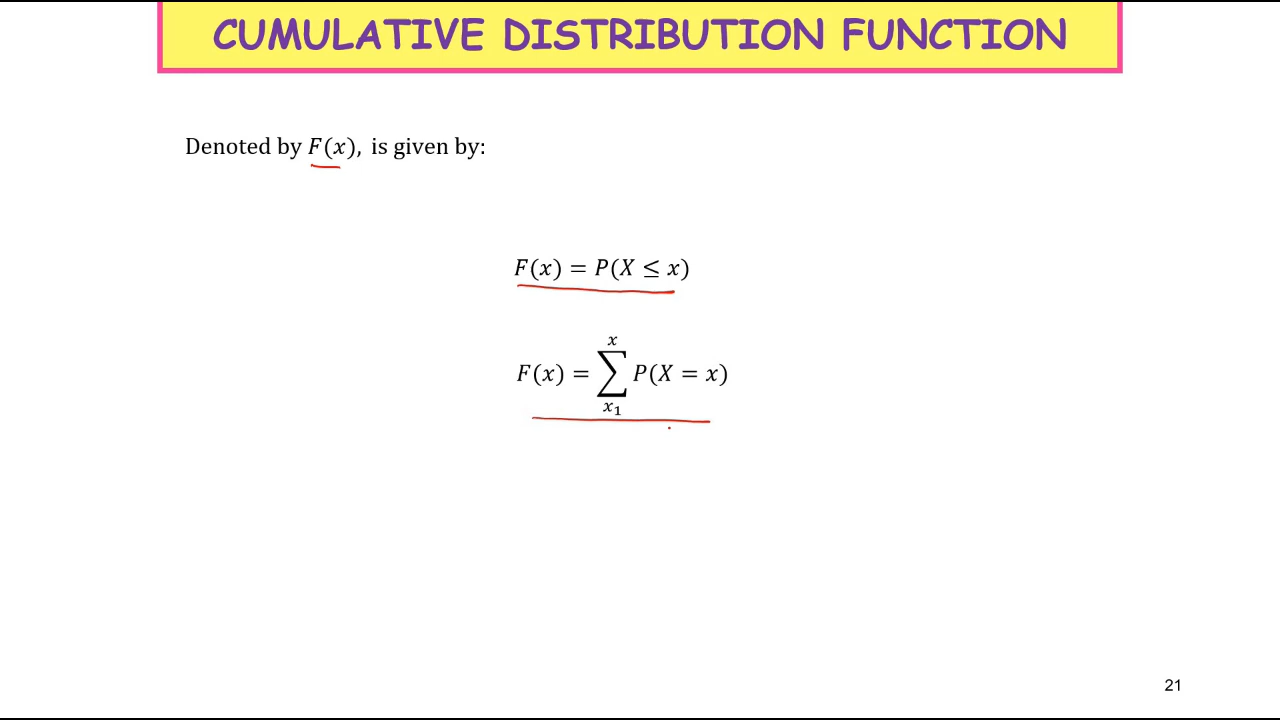 CUMULATIVE DISTRIBUTION FUNCTION
Denoted by F(x), is given by:
F(x) = P(X ≤ x)
x
F(x) = ∑ P(X = x)
x₁
21